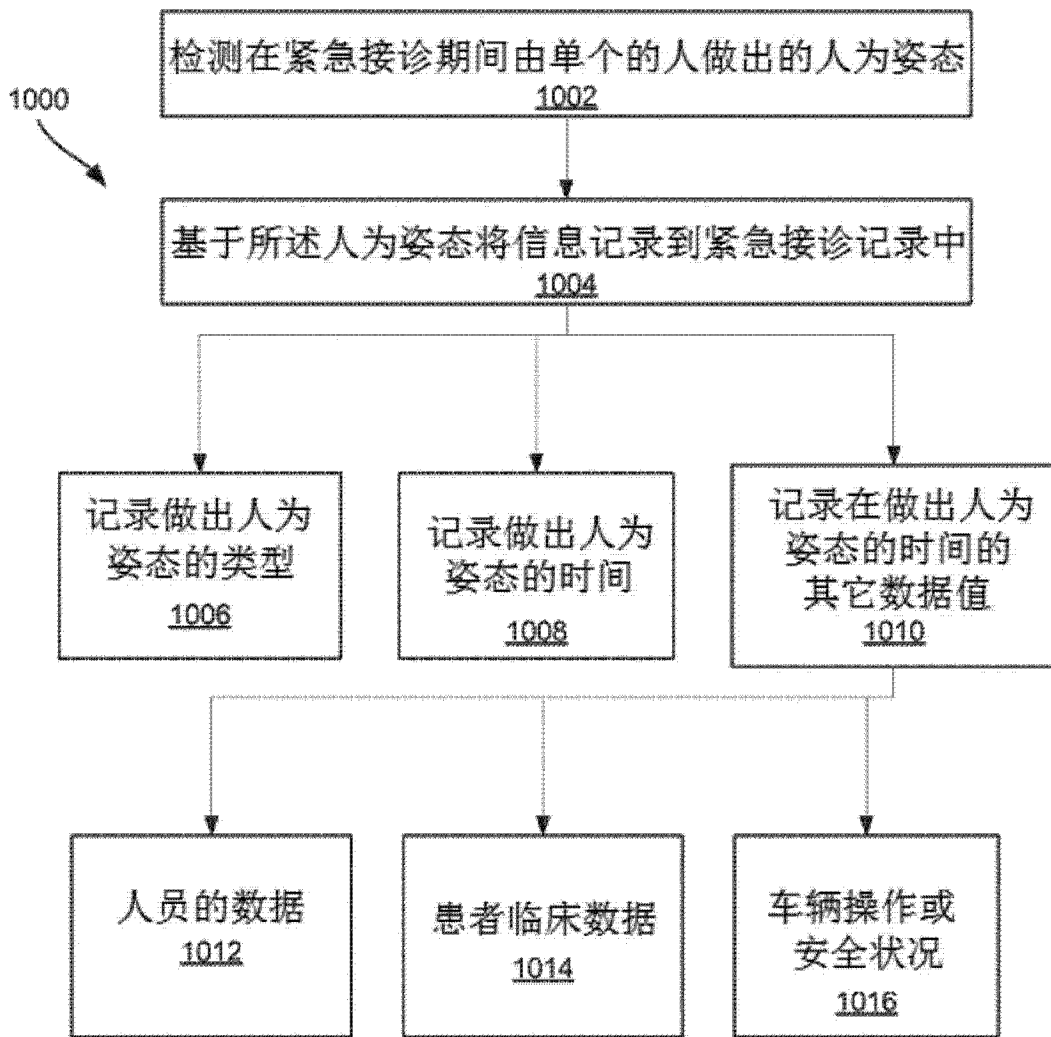 检测在紧急接诊期间由单个的人做出的人为姿态
1002
1000
基于所述人为姿态将信息记录到紧急接诊记录中
1004
记录做出人为
姿态的类型
1006
记录做出人为
姿态的时间
1008
记录在做出人为
姿态的时间的
其它数据值
1010
人员的数据
1012
患者临床数据
1014
车辆操作或
安全状况
1016